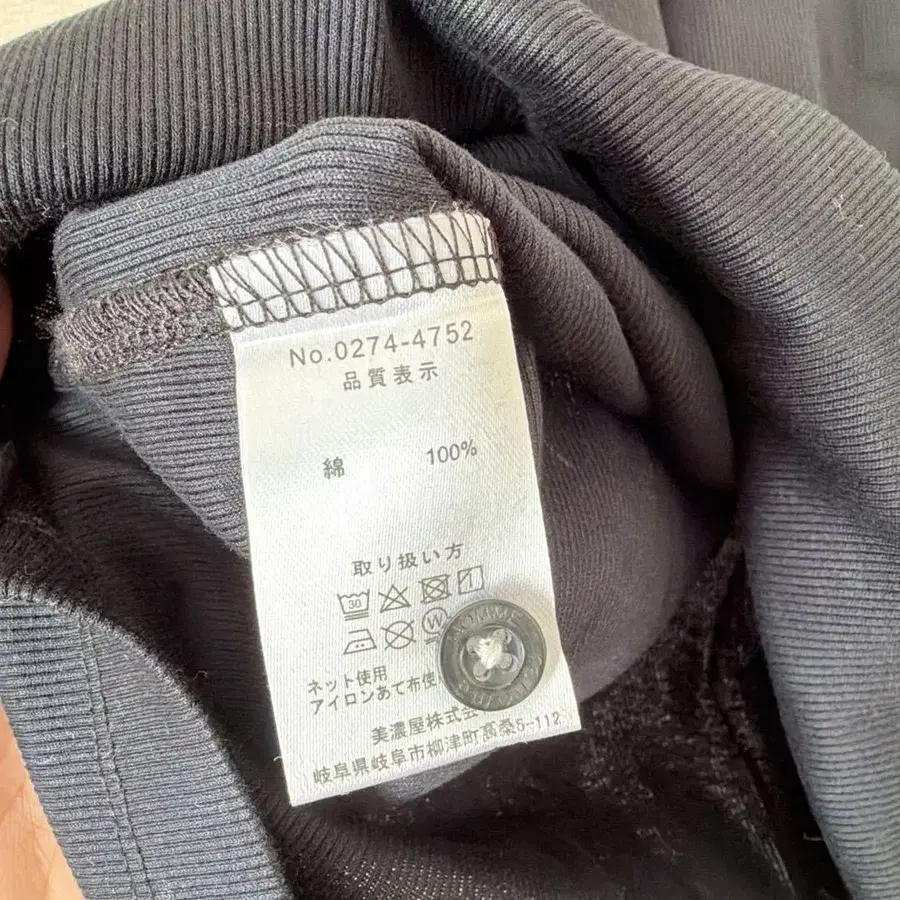 No.0274-4752
品質表示
綿 100%
取り扱い方
30
W
ネット使用
アイロンあて布使
美濃屋株式会
岐阜県岐阜市柳津町高桑5-112